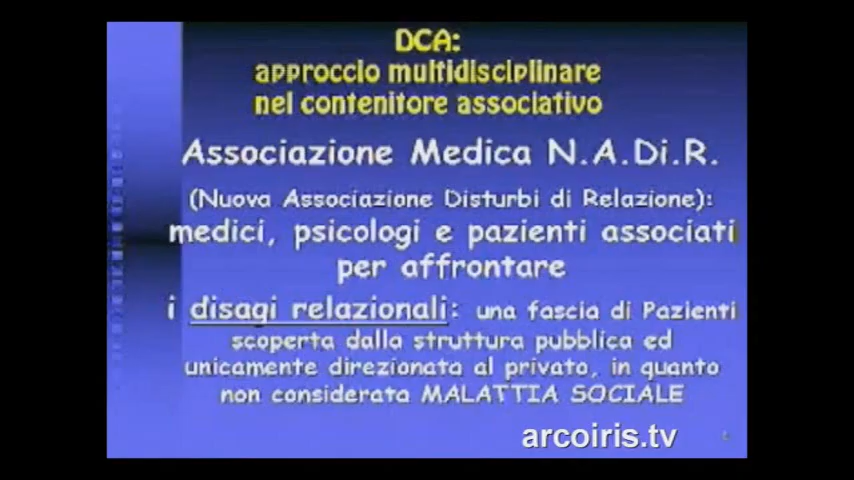 DCA:
approccio multidisciplinare
nel contenitore associativo
Associazione Medica N.A.Di.R.
(Nuova Associazione Disturbi di Relazione):
medici, psicologi e pazienti associati
per affrontare
i disagi relazionali: una fascia di Pazienti
scoperta dalla struttura pubblica ed
unicamente direzionata al privato, in quanto
non considerata MALATTIA SOCIALE
arcoiris.tv